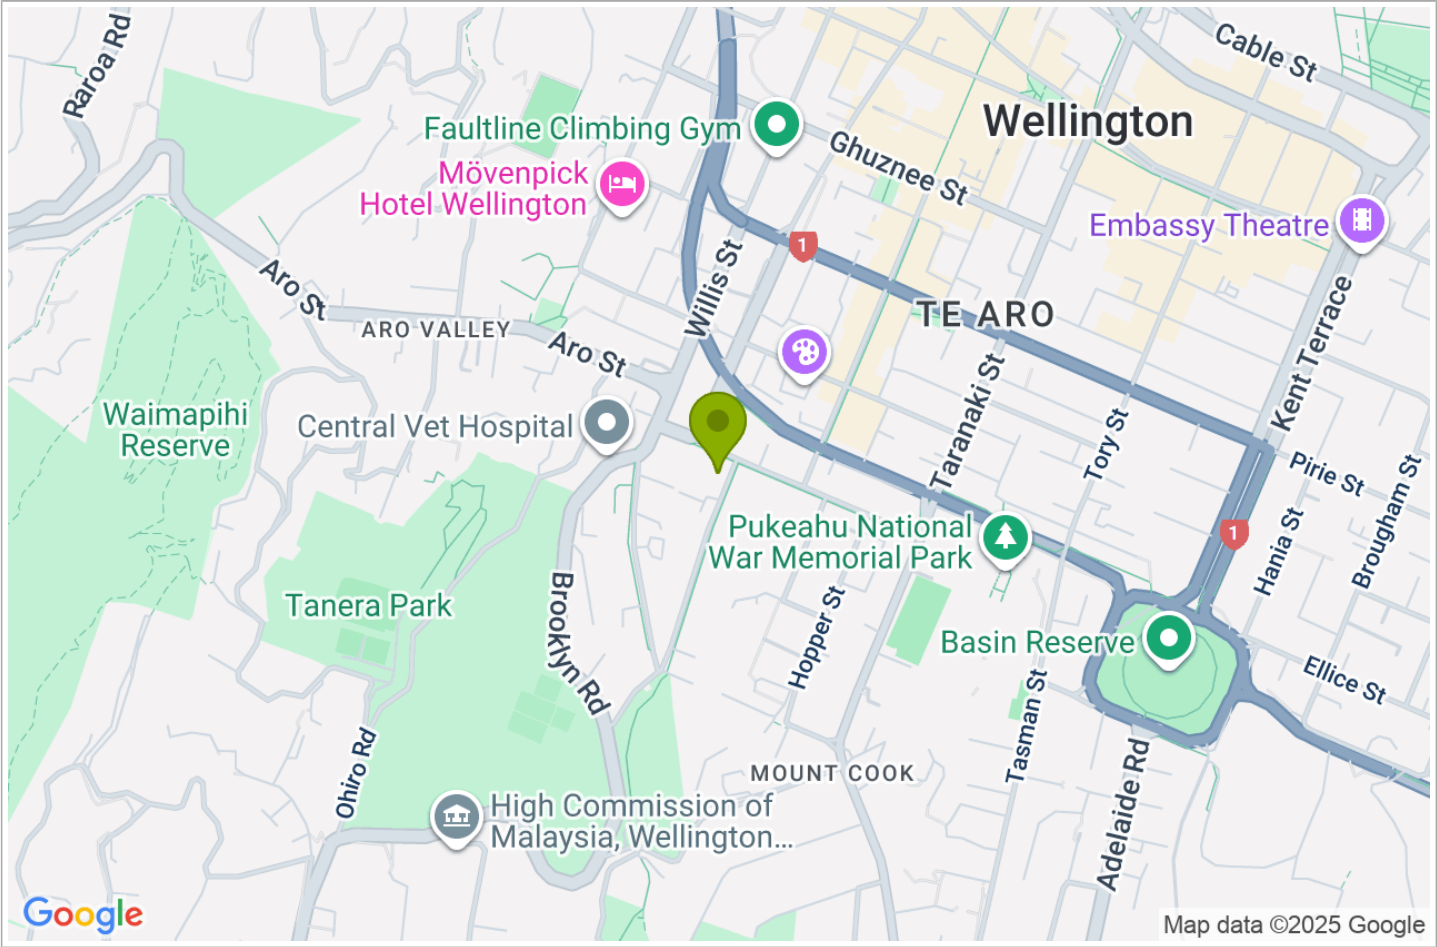 Raroa Rd
Cable St
Wellington
Faultline Climbing Gym
Ghuznee St
Mövenpick
Hotel Wellington
Embassy Theatre
1
Willis St
Aro St
ARO VALLEY
Aro St
TE ARO
Kent Terrace
Taranaki St
Tory St
Waimapihi
Reserve
Central Vet Hospital
Pirie St
Brougham St
Pukeahu National
War Memorial Park
1
Hania St
Tanera Park
Brooklyn Rd
Hopper St
Basin Reserve
Ellice St
Tasman St
Ohiro Rd
MOUNT COOK
Adelaide Rd
High Commission of
Malaysia, Wellington...
Google
Map data ©2025 Google